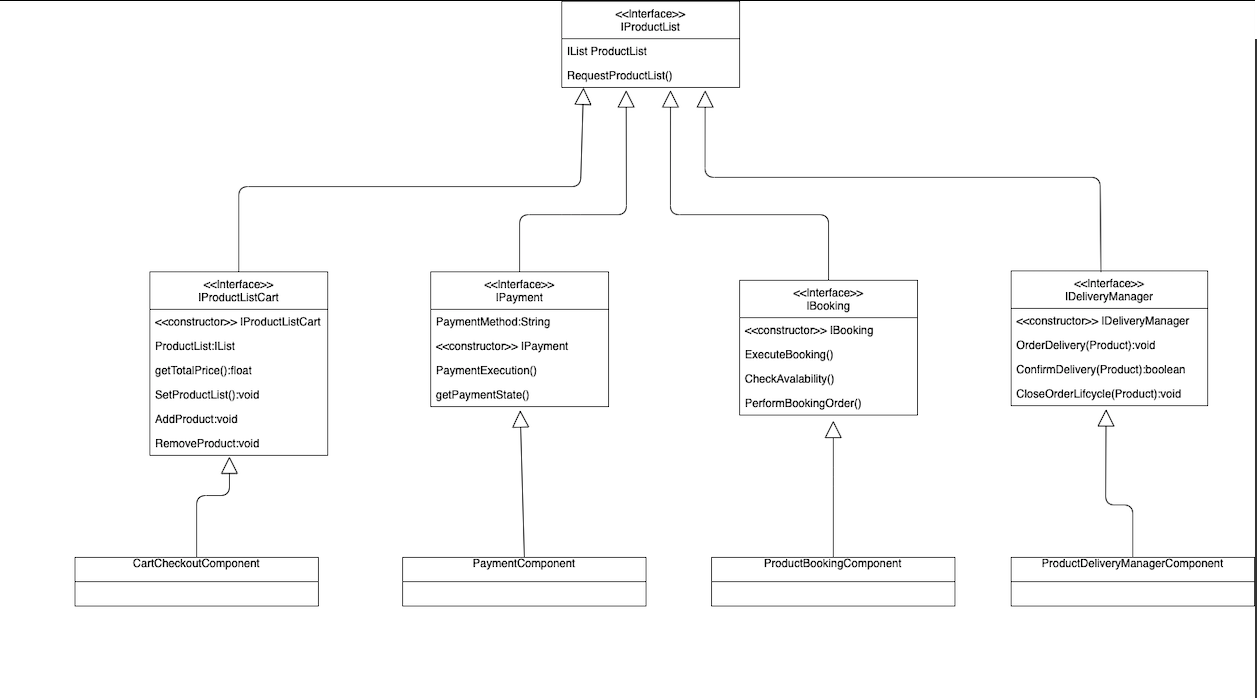 <<Interface>>
IProductList
IList ProductList
RequestProductList()
<<Interface>>
IProductListCart
<<constructor>> IProductListCart
ProductList:IList
getTotalPrice():float
SetProductList():void
AddProduct:void
RemoveProduct:void
<<Interface>>
IPayment
PaymentMethod:String
<<constructor>> IPayment
PaymentExecution()
getPaymentState()
<<Interface>>
IBooking
<<constructor>> IBooking
ExecuteBooking()
CheckAvalability()
PerformBookingOrder()
<<Interface>>
IDeliveryManager
<<constructor>> IDeliveryManager
OrderDelivery(Product):void
ConfirmDelivery(Product):boolean
CloseOrderLifcycle(Product):void
CartCheckoutComponent
PaymentComponent
ProductBookingComponent
ProductDeliveryManagerComponent